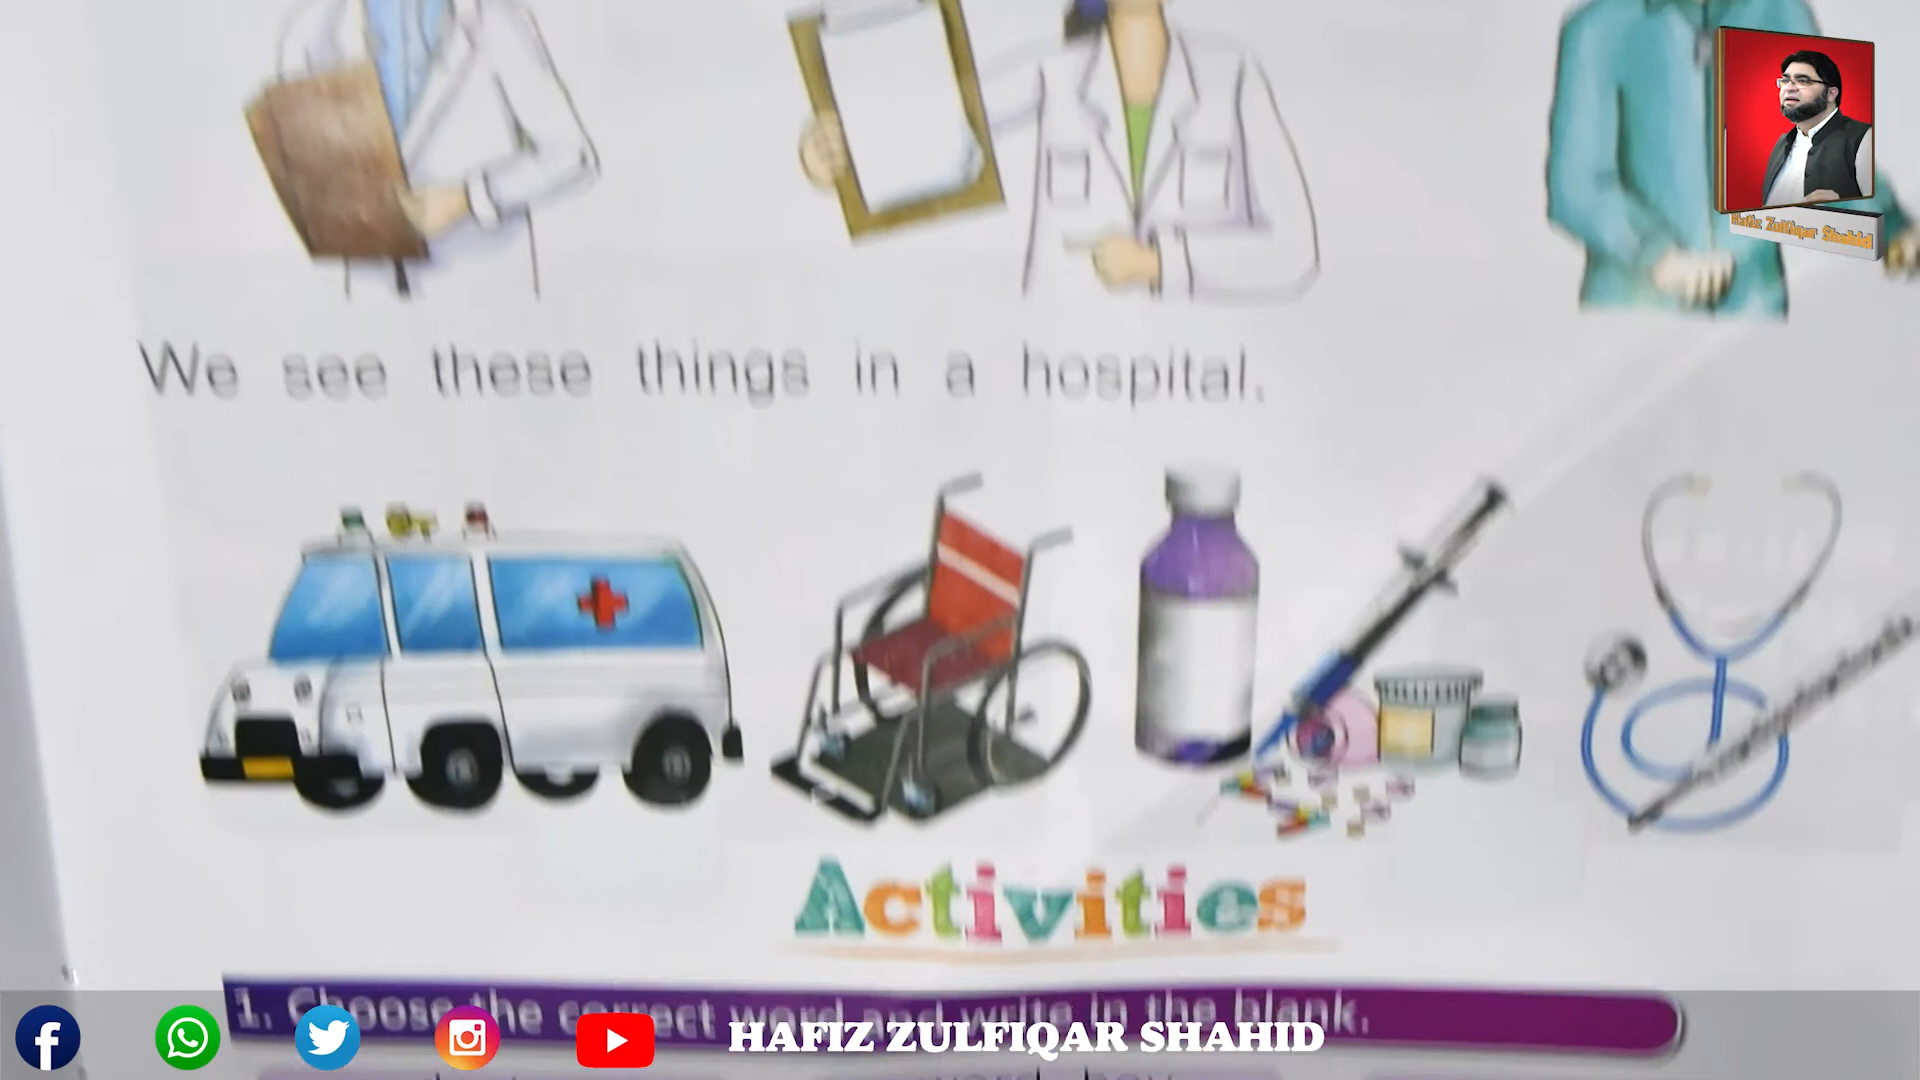 Hafiz Zulfiqar Shahid
We see these things in a hospital.
Activities
1. Choose the correct word and write in the blank.
HAFIZ ZULFIQAR SHAHID